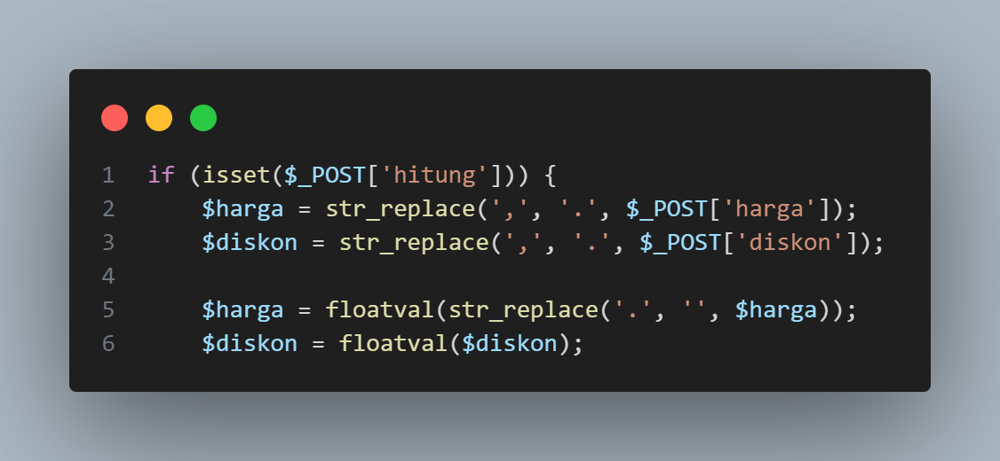 1 if (isset($_POST['hitung'])) {
2     $harga = str_replace(',', '.', $_POST['harga']);
3     $diskon = str_replace(',', '.', $_POST['diskon']);
4
5     $harga = floatval(str_replace('.', '', $harga));
6     $diskon = floatval($diskon);